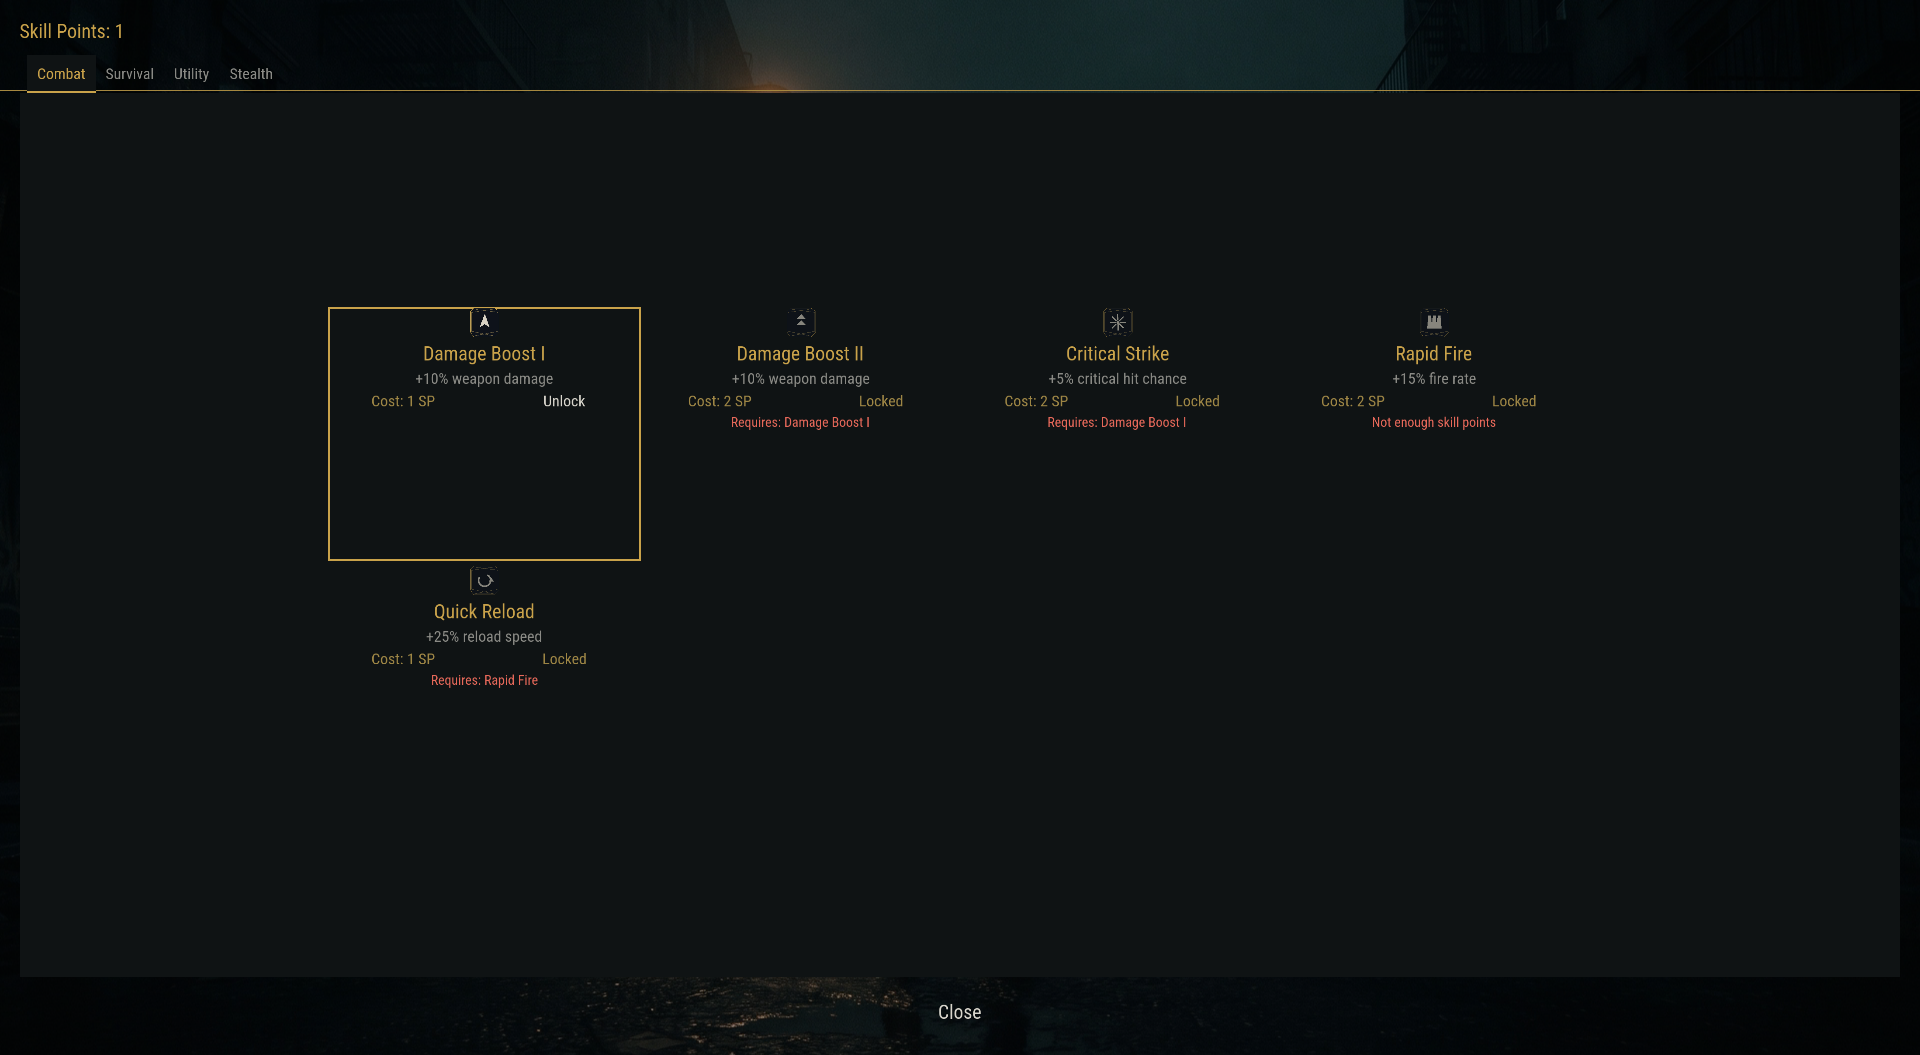 Skill Points: 1
Combat Survival Utility Stealth
Damage Boost I
+10% weapon damage
Cost: 1 SP Unlock
Damage Boost II
+10% weapon damage
Cost: 2 SP Locked
Requires: Damage Boost I
Critical Strike
+5% critical hit chance
Cost: 2 SP Locked
Requires: Damage Boost I
Rapid Fire
+15% fire rate
Cost: 2 SP Locked
Not enough skill points
Quick Reload
+25% reload speed
Cost: 1 SP Locked
Requires: Rapid Fire
Close